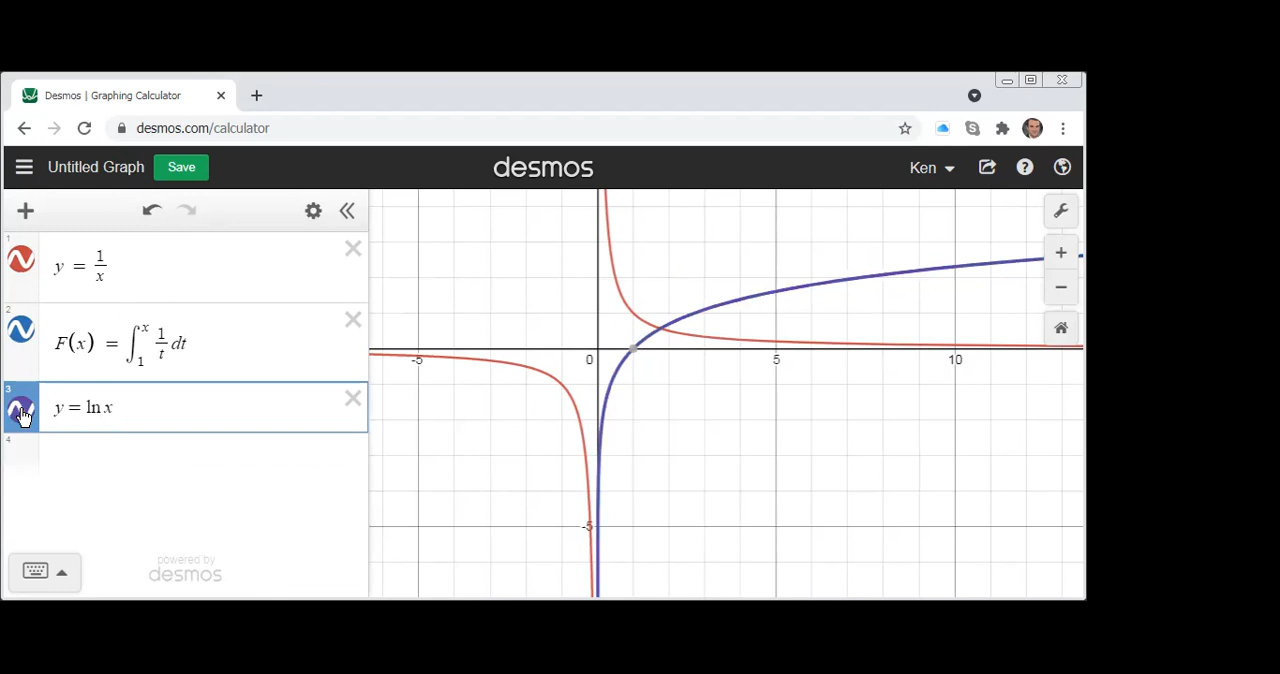 Desmos | Graphing Calculator
desmos.com/calculator
Untitled Graph Save desmos Ken
1
y = 1/x
2
F(x) = ∫₁ˣ 1/t dt
3
y = ln x
4
powered by
desmos
-5 0 5 10
-5